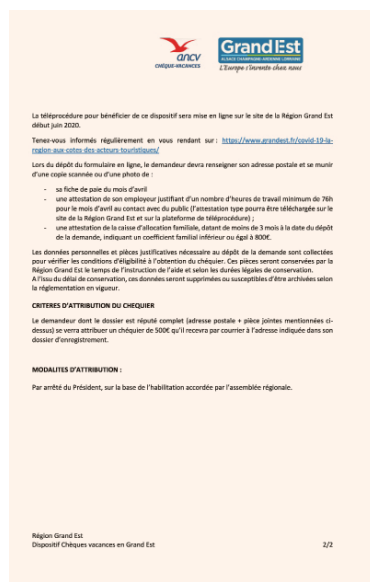 ancv
CHÈQUE-VACANCES
Grand Est
ALSACE CHAMPAGNE-ARDENNE LORRAINE
L'Europe s'invente chez nous
La téléprocédure pour bénéficier de ce dispositif sera mise en ligne sur le site de la Région Grand Est
début juin 2020.
Tenez-vous informés régulièrement en vous rendant sur : https://www.grandest.fr/covid-19-la-
region-aux-cotes-des-acteurs-touristiques/
Lors du dépôt du formulaire en ligne, le demandeur devra renseigner son adresse postale et se munir
d'une copie scannée ou d'une photo de :
- sa fiche de paie du mois d'avril
- une attestation de son employeur justifiant d'un nombre d'heures de travail minimum de 76h
pour le mois d'avril au contact avec du public (l'attestation type pourra être téléchargée sur le
site de la Région Grand Est et sur la plateforme de téléprocédure) ;
- une attestation de la caisse d'allocation familiale, datant de moins de 3 mois à la date du dépôt
de la demande, indiquant un coefficient familial inférieur ou égal à 800€.
Les données personnelles et pièces justificatives nécessaire au dépôt de la demande sont collectées
pour vérifier les conditions d'éligibilité à l'obtention du chéquier. Ces pièces seront conservées par la
Région Grand Est le temps de l'instruction de l'aide et selon les durées légales de conservation.
A l'issu du délai de conservation, ces données seront supprimées ou susceptibles d'être archivées selon
la réglementation en vigueur.
CRITERES D'ATTRIBUTION DU CHEQUIER
Le demandeur dont le dossier est réputé complet (adresse postale + pièce jointes mentionnées ci-
dessus) se verra attribuer un chéquier de 500€ qu'il recevra par courrier à l'adresse indiquée dans son
dossier d'enregistrement.
MODALITES D'ATTRIBUTION :
Par arrêté du Président, sur la base de l'habilitation accordée par l'assemblée régionale.
Région Grand Est
Dispositif Chèques vacances en Grand Est 2/2